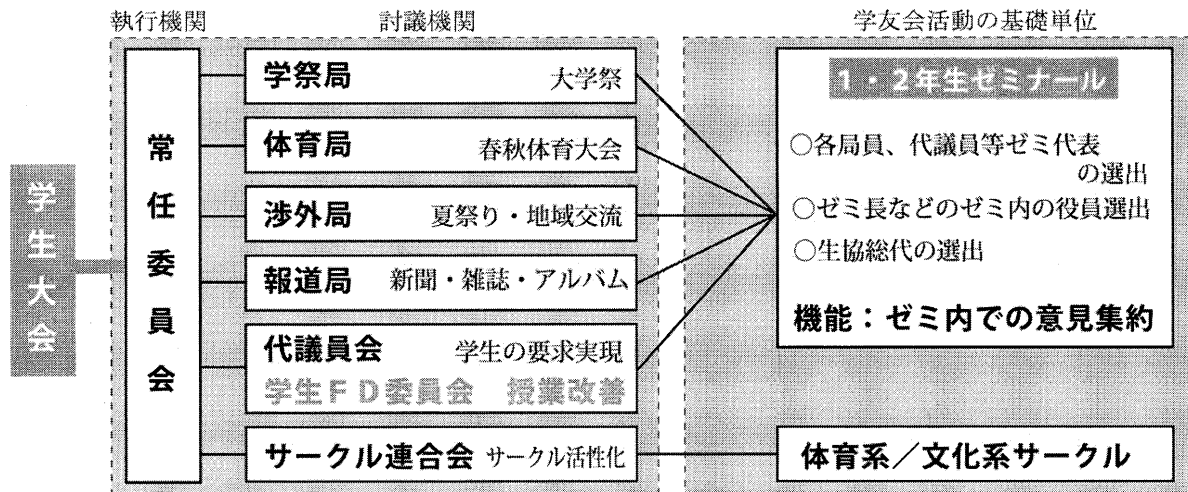 執行機関
討議機関
学友会活動の基礎単位
学生大会
常任委員会
学祭局 大学祭
体育局 春秋体育大会
渉外局 夏祭り・地域交流
報道局 新聞・雑誌・アルバム
代議員会 学生の要求実現
学生FD委員会 授業改善
サークル連合会 サークル活性化
1・2年生ゼミナール
○各局員、代議員等ゼミ代表
の選出
○ゼミ長などのゼミ内の役員選出
○生協総代の選出
機能：ゼミ内での意見集約
体育系／文化系サークル